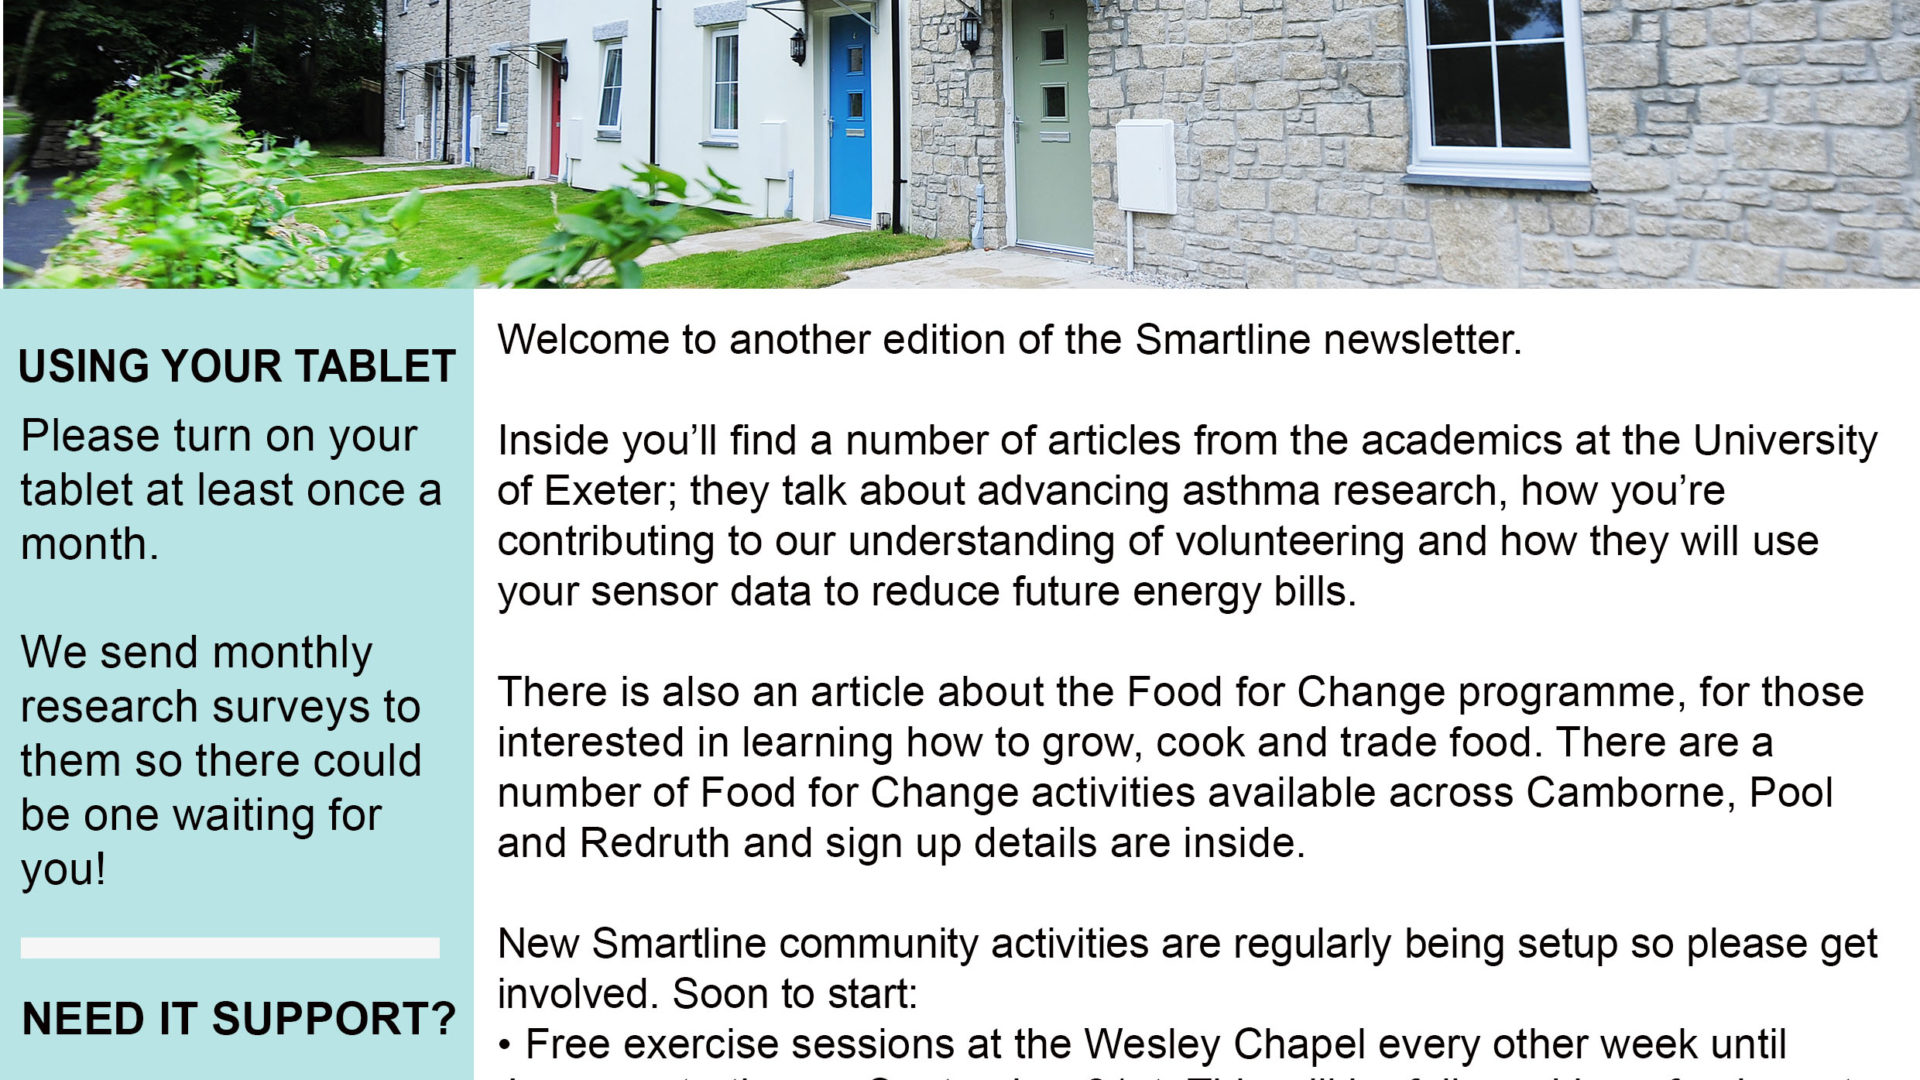 USING YOUR TABLET
Please turn on your
tablet at least once a
month.
We send monthly
research surveys to
them so there could
be one waiting for
you!
NEED IT SUPPORT?
Welcome to another edition of the Smartline newsletter.
Inside you’ll find a number of articles from the academics at the University
of Exeter; they talk about advancing asthma research, how you’re
contributing to our understanding of volunteering and how they will use
your sensor data to reduce future energy bills.
There is also an article about the Food for Change programme, for those
interested in learning how to grow, cook and trade food. There are a
number of Food for Change activities available across Camborne, Pool
and Redruth and sign up details are inside.
New Smartline community activities are regularly being setup so please get
involved. Soon to start:
• Free exercise sessions at the Wesley Chapel every other week until